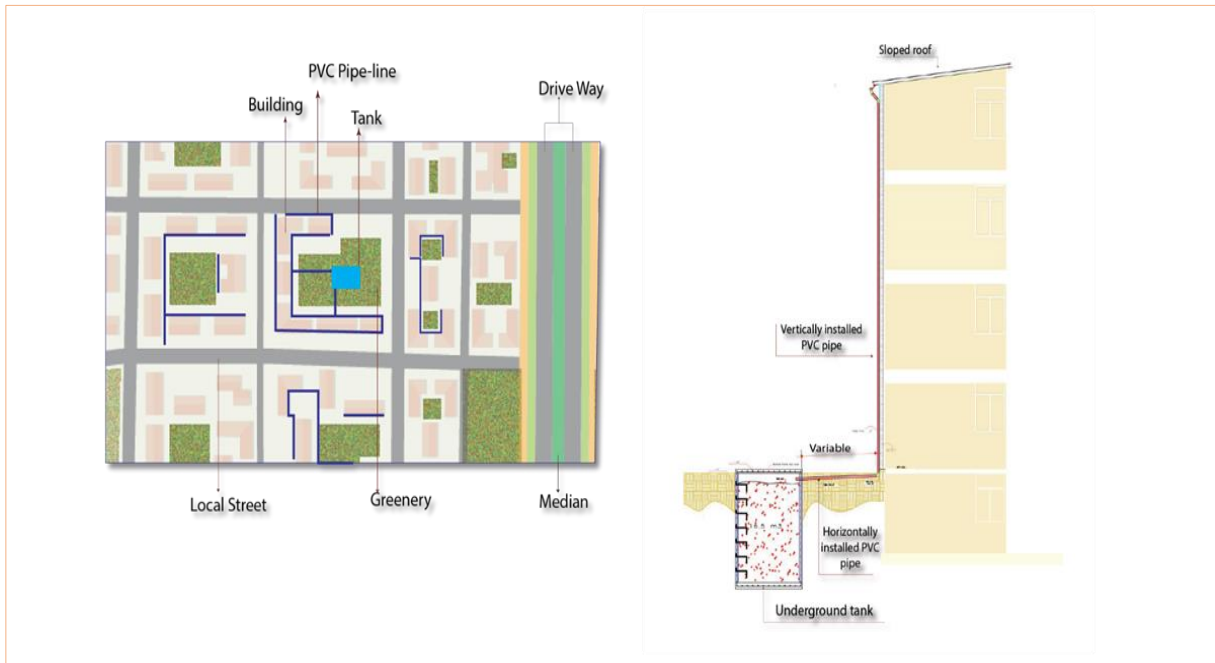 PVC Pipe-line
Building
Tank
Drive Way
Local Street
Greenery
Median
Sloped roof
Vertically installed
PVC pipe
Variable
Horizontally
installed PVC
pipe
Underground tank